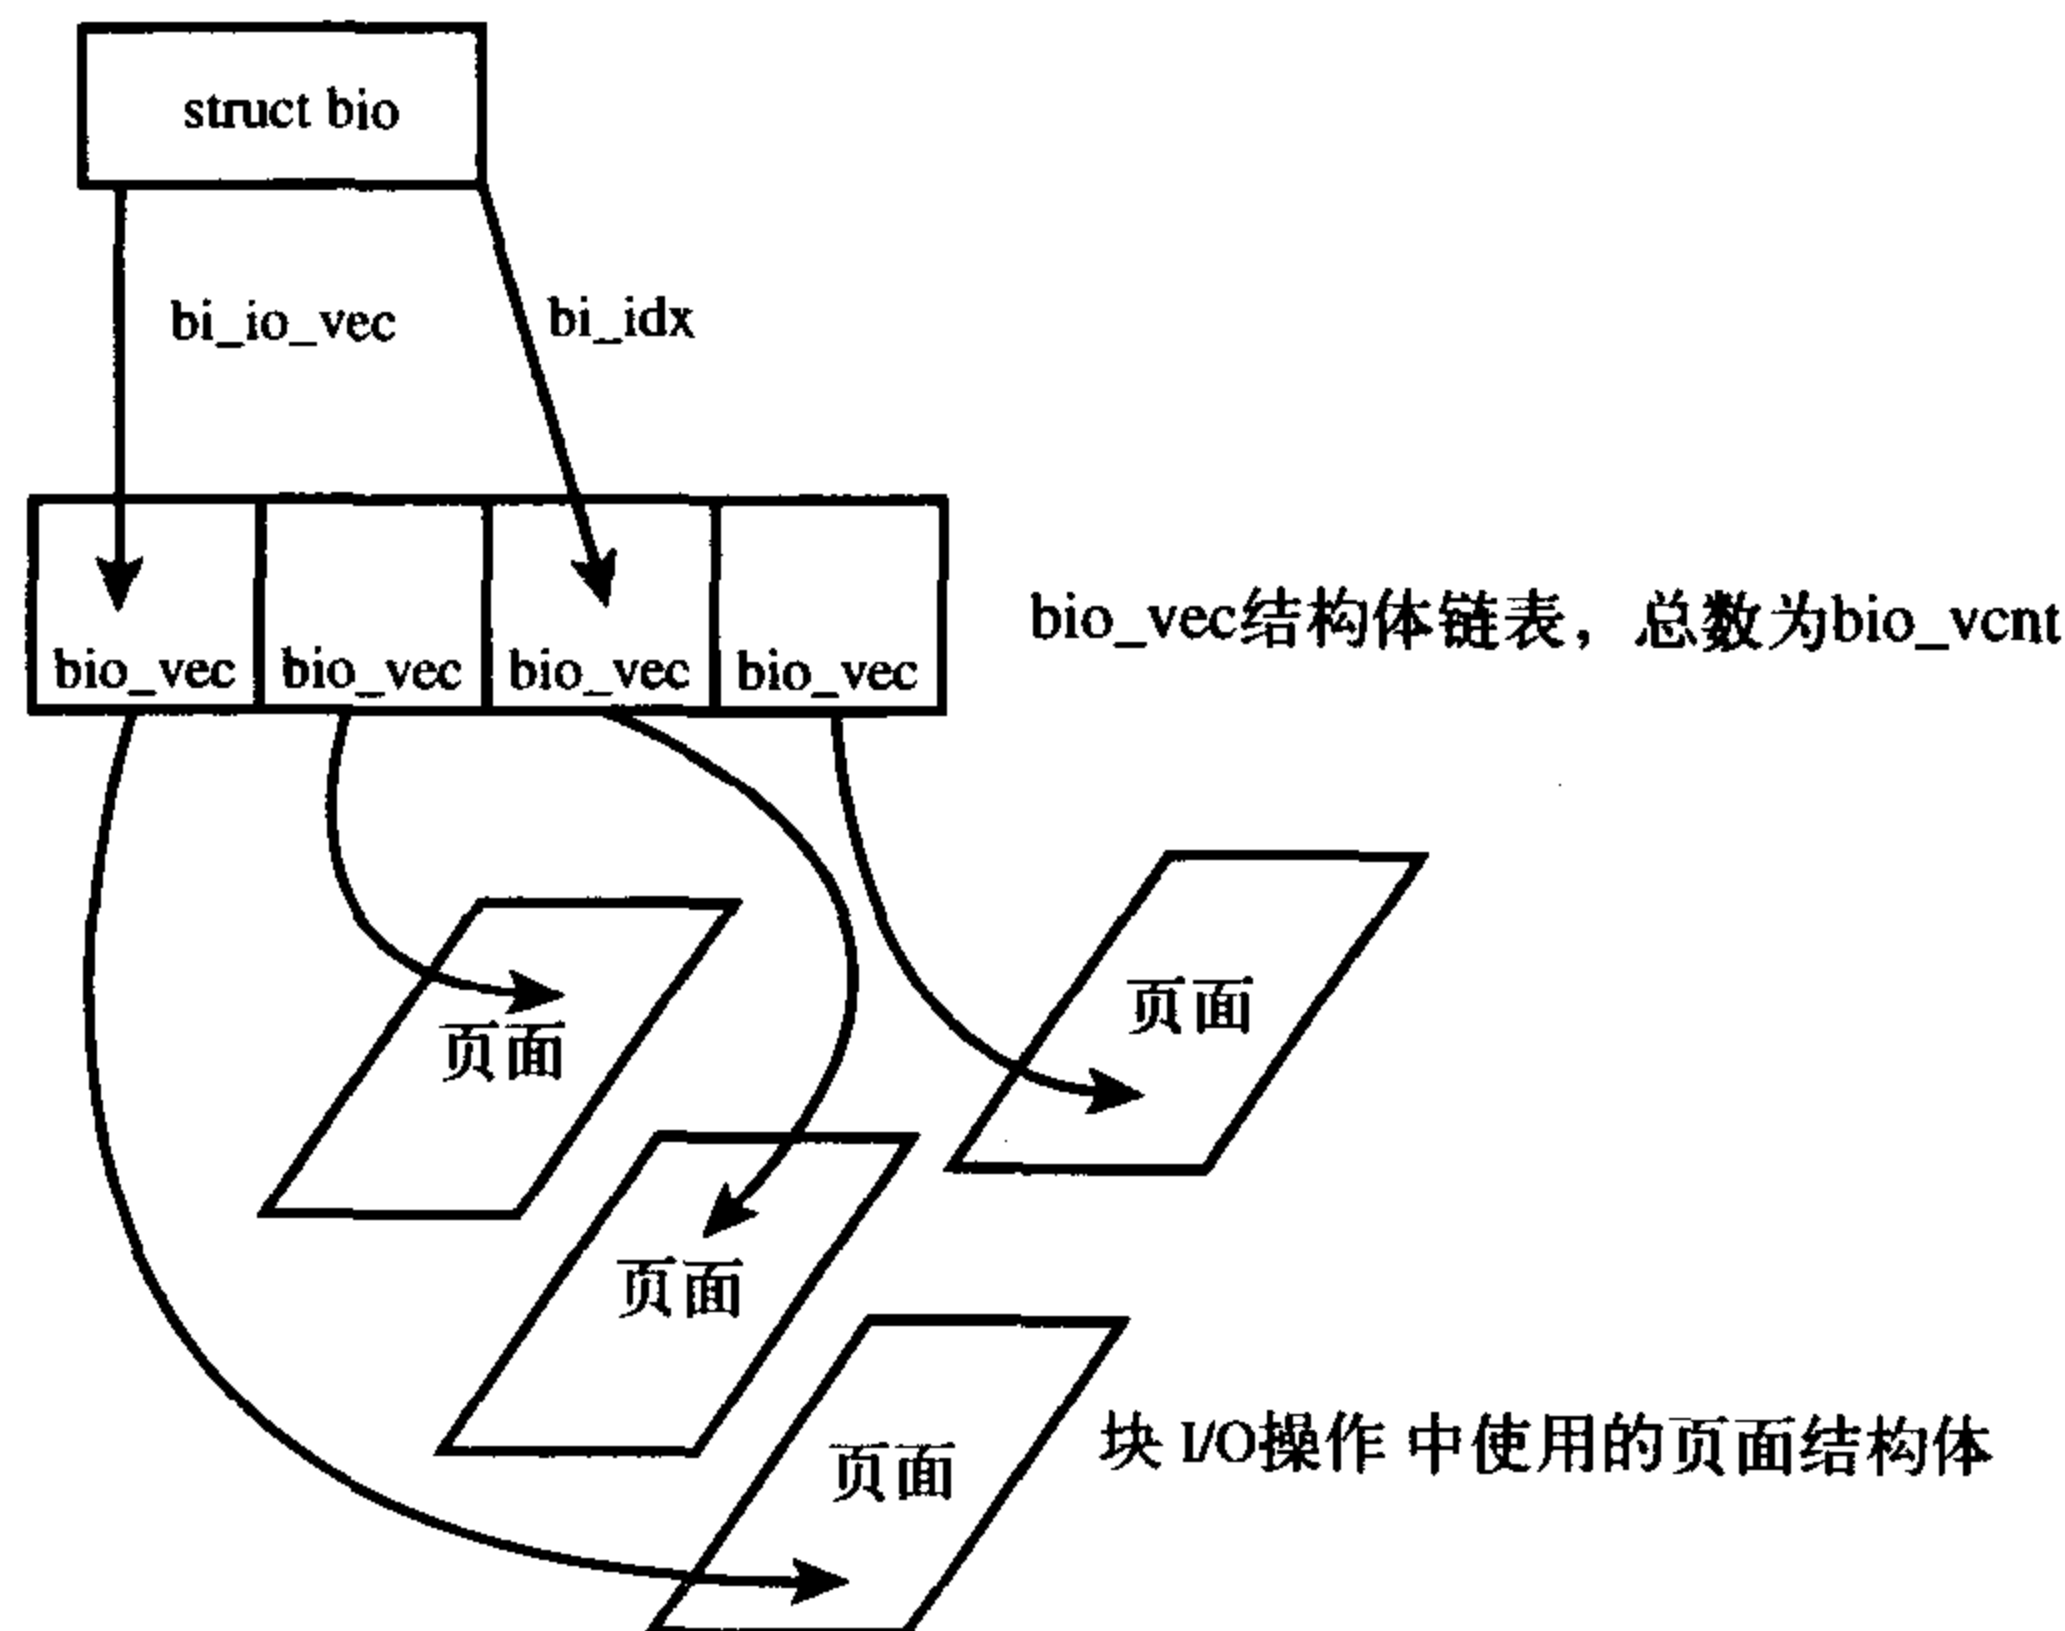 struct bio
bi_io_vec
bi_idx
bio_vec
bio_vec
bio_vec
bio_vec
bio_vec结构体链表，总数为bio_vcnt
页面
页面
页面
页面
块 I/O操作 中使用的页面结构体